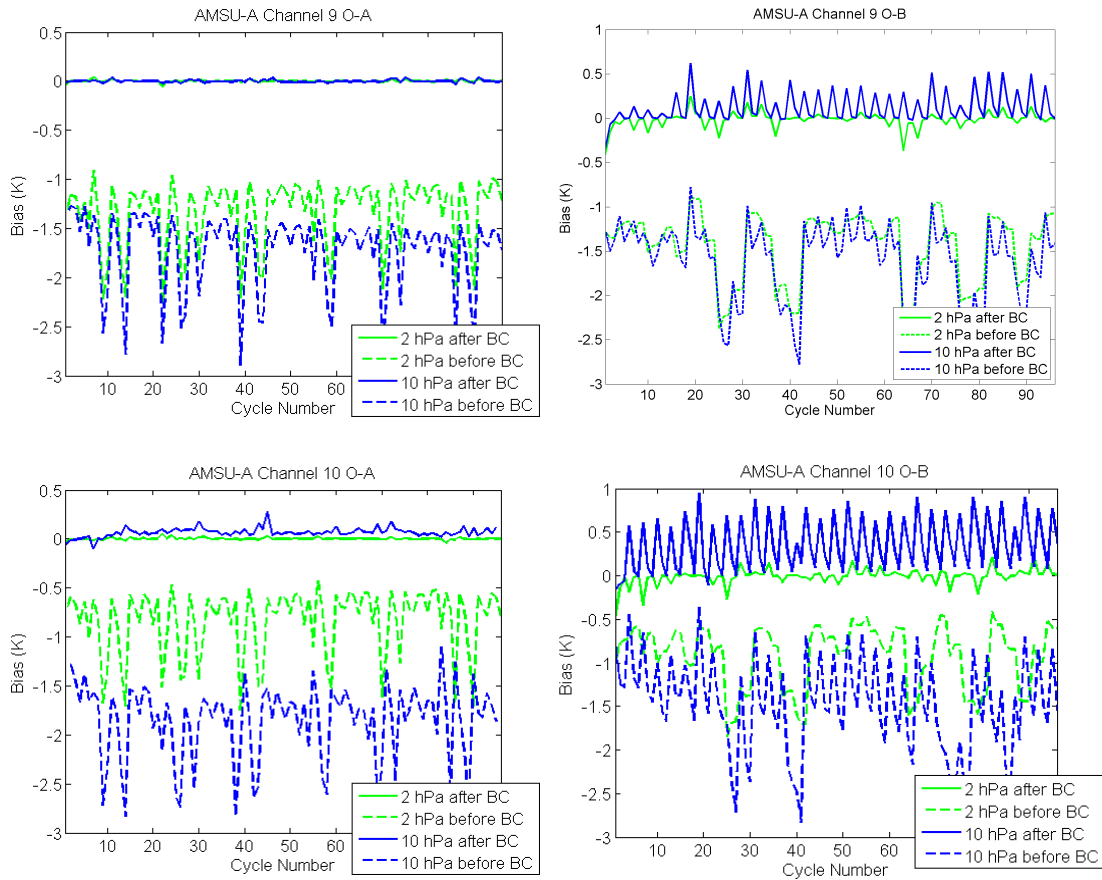 AMSU-A Channel 9 O-A
0.5
0
-0.5
-1
-1.5
-2
-2.5
-3
Bias (K)
10 20 30 40 50 60
Cycle Number
2 hPa after BC
2 hPa before BC
10 hPa after BC
10 hPa before BC
AMSU-A Channel 9 O-B
1
0.5
0
-0.5
-1
-1.5
-2
-2.5
-3
Bias (K)
10 20 30 40 50 60 70 80 90
Cycle Number
2 hPa after BC
2 hPa before BC
10 hPa after BC
10 hPa before BC
AMSU-A Channel 10 O-A
0.5
0
-0.5
-1
-1.5
-2
-2.5
-3
Bias (K)
10 20 30 40 50 60
Cycle Number
2 hPa after BC
2 hPa before BC
10 hPa after BC
10 hPa before BC
AMSU-A Channel 10 O-B
1
0.5
0
-0.5
-1
-1.5
-2
-2.5
-3
Bias (K)
10 20 30 40 50 60
Cycle Number
2 hPa after BC
2 hPa before BC
10 hPa after BC
10 hPa before BC